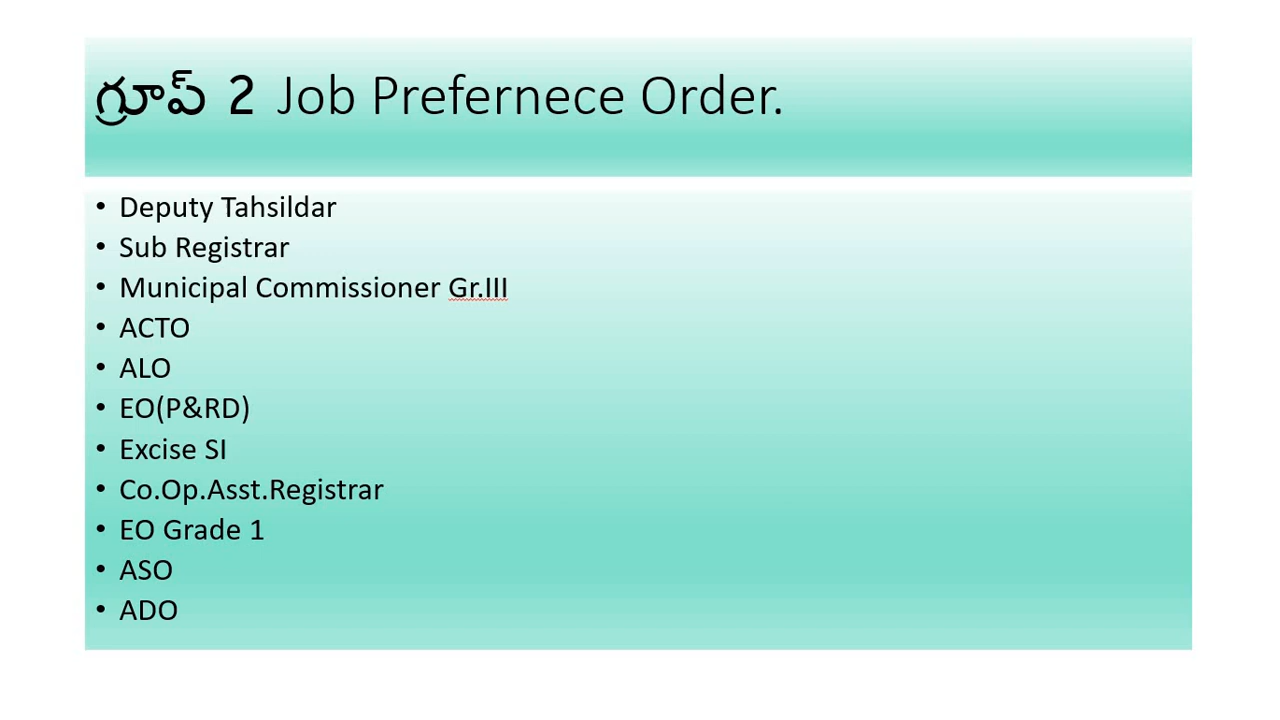 గ్రూప్ 2 Job Prefernece Order.
• Deputy Tahsildar
• Sub Registrar
• Municipal Commissioner Gr.III
• ACTO
• ALO
• EO(P&RD)
• Excise SI
• Co.Op.Asst.Registrar
• EO Grade 1
• ASO
• ADO